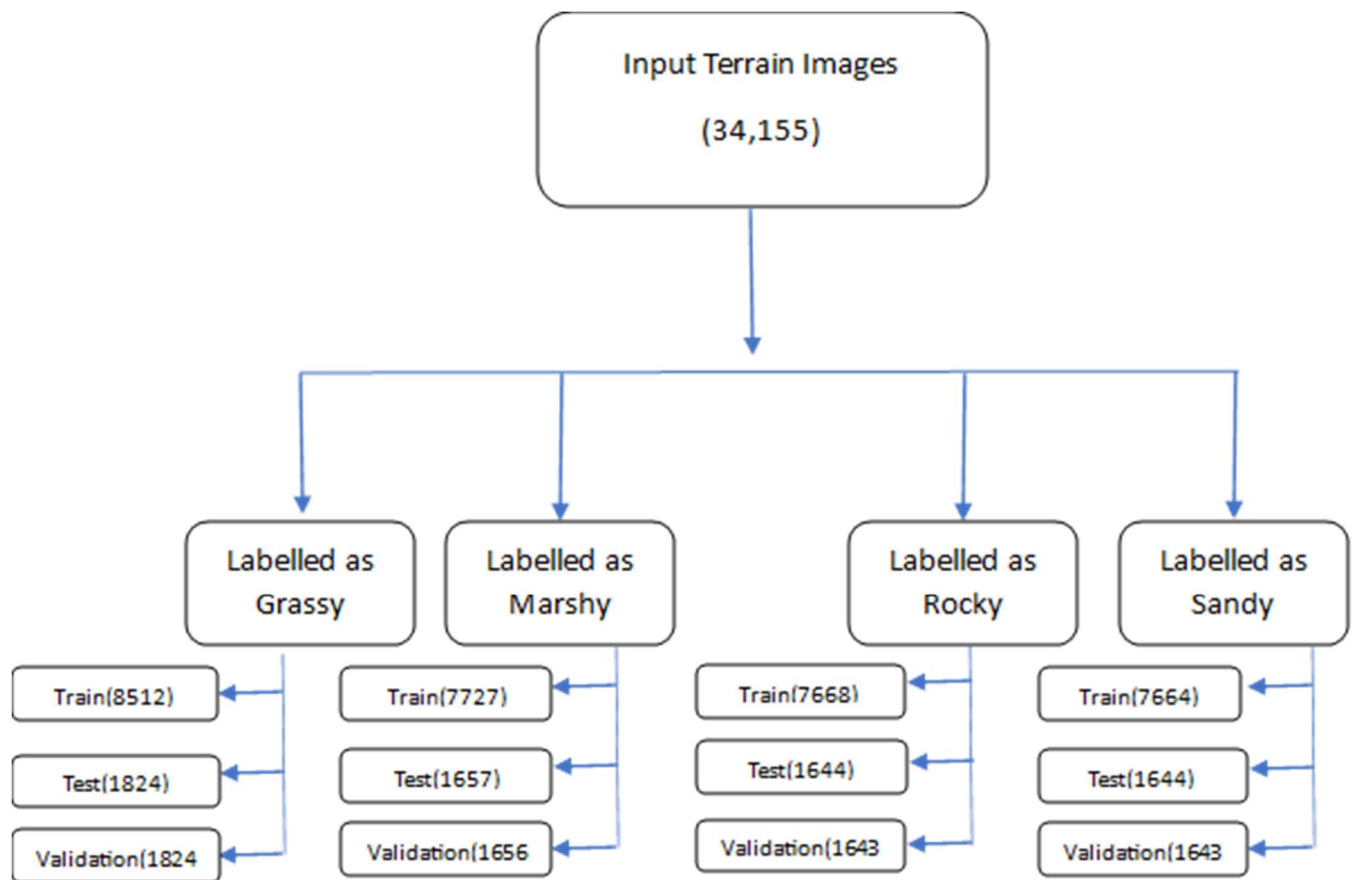 Input Terrain Images
(34,155)
Labelled as
Grassy
Labelled as
Marshy
Labelled as
Rocky
Labelled as
Sandy
Train(8512)
Test(1824)
Validation(1824
Train(7727)
Test(1657)
Validation(1656
Train(7668)
Test(1644)
Validation(1643
Train(7664)
Test(1644)
Validation(1643